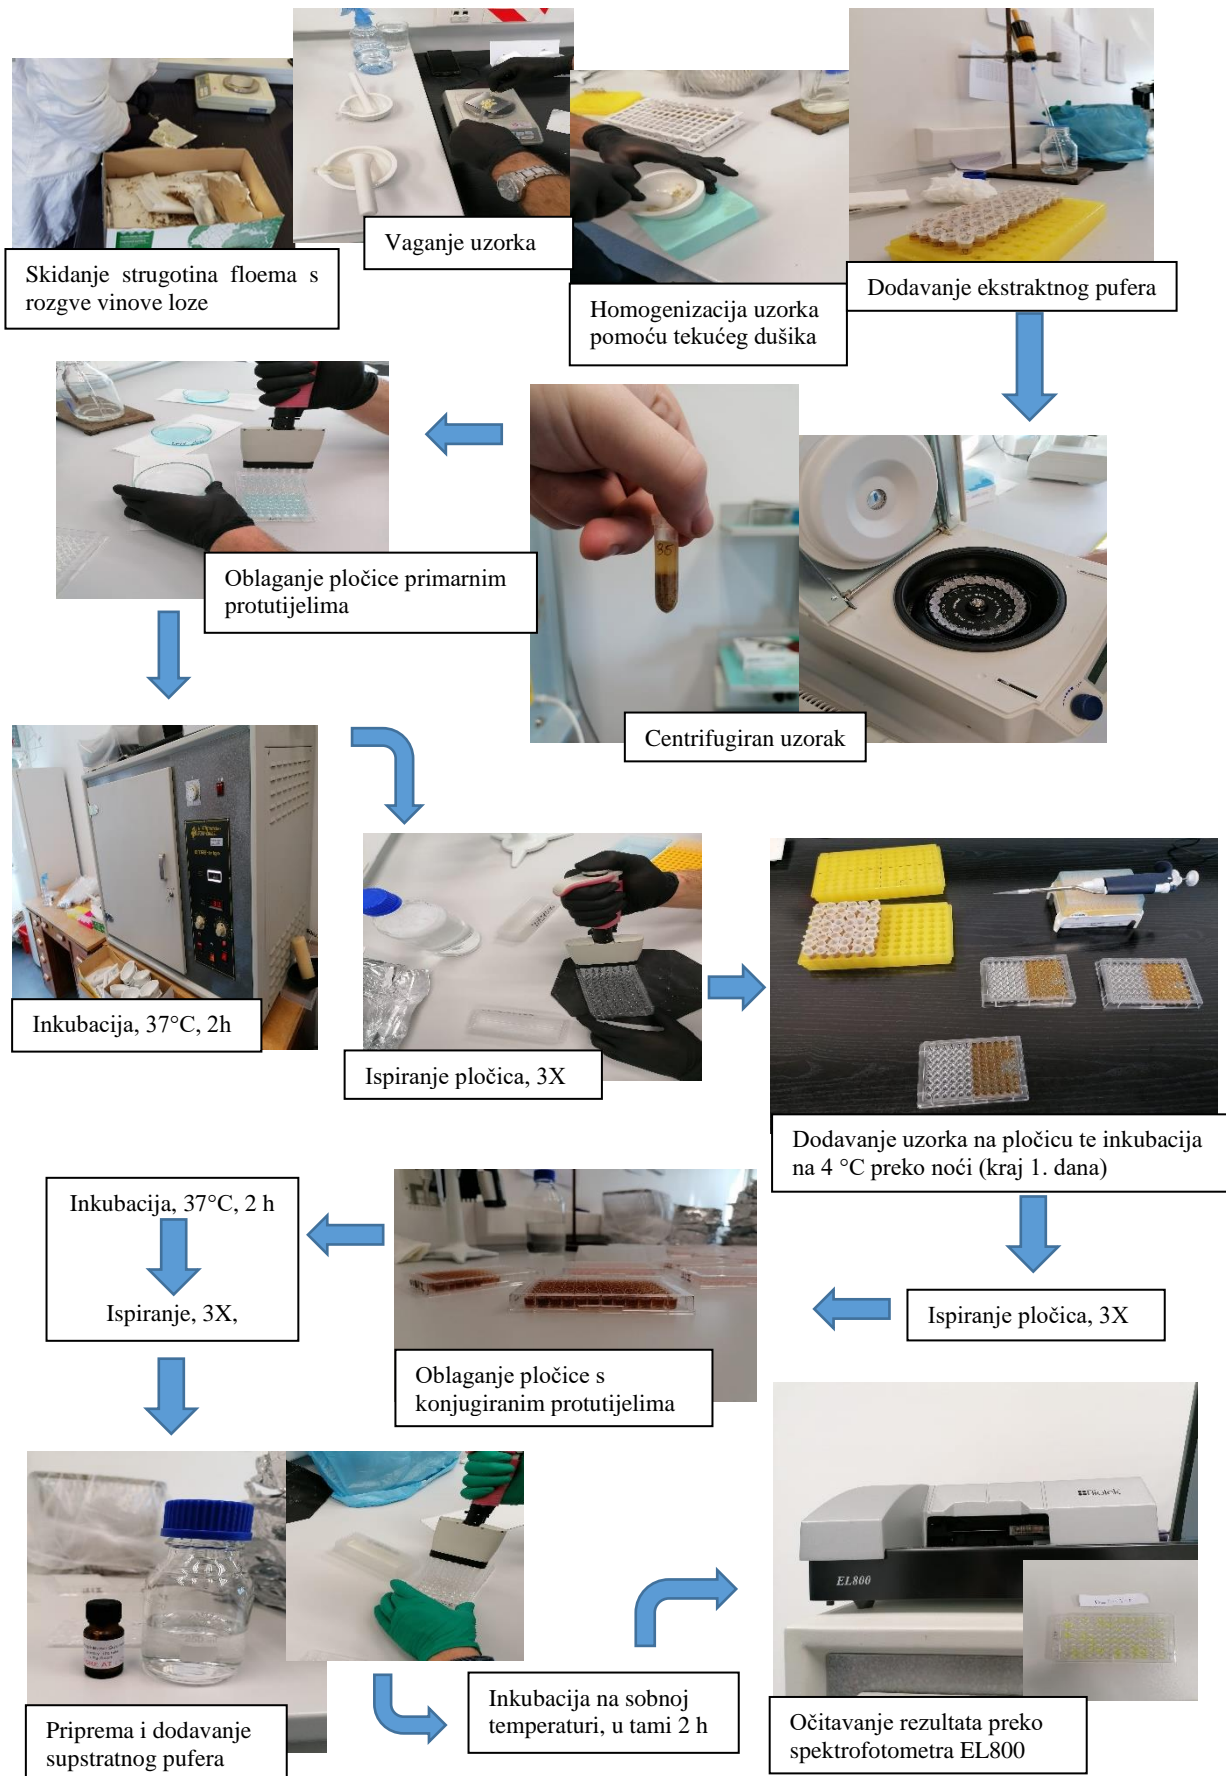 Skidanje strugotina floema s
rozgve vinove loze
Vaganje uzorka
Homogenizacija uzorka
pomoću tekućeg dušika
Dodavanje ekstraktnog pufera
Oblaganje pločice primarnim
protutijelima
86
Centrifugiran uzorak
Inkubacija, 37°C, 2h
Ispiranje pločica, 3X
Dodavanje uzorka na pločicu te inkubacija
na 4 °C preko noći (kraj 1. dana)
Inkubacija, 37°C, 2 h
Ispiranje, 3X,
Oblaganje pločice s
konjugiranim protutijelima
Ispiranje pločica, 3X
Priprema i dodavanje
supstratnog pufera
Inkubacija na sobnoj
temperaturi, u tami 2 h
BioTek
EL800
Očitavanje rezultata preko
spektrofotometra EL800